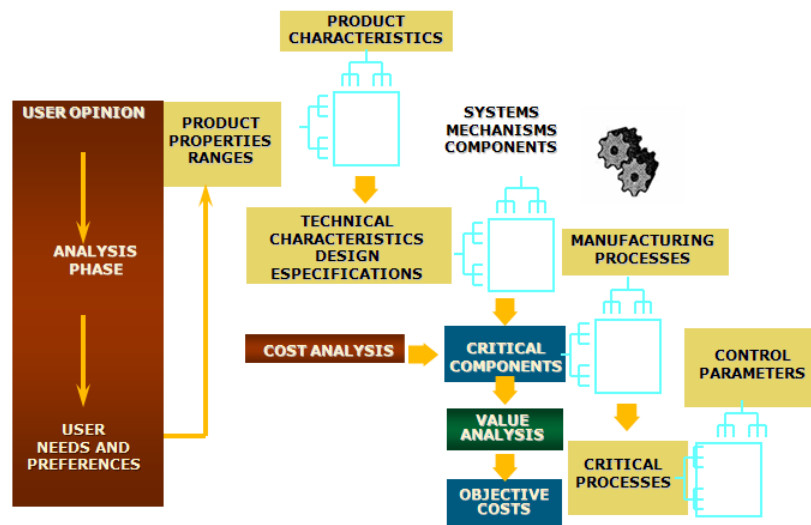 PRODUCT
CHARACTERISTICS
USER OPINION
PRODUCT
PROPERTIES
RANGES
SYSTEMS
MECHANISMS
COMPONENTS
ANALYSIS
PHASE
TECHNICAL
CHARACTERISTICS
DESIGN
ESPECIFICATIONS
MANUFACTURING
PROCESSES
COST ANALYSIS
CRITICAL
COMPONENTS
CONTROL
PARAMETERS
USER
NEEDS AND
PREFERENCES
VALUE
ANALYSIS
CRITICAL
PROCESSES
OBJECTIVE
COSTS